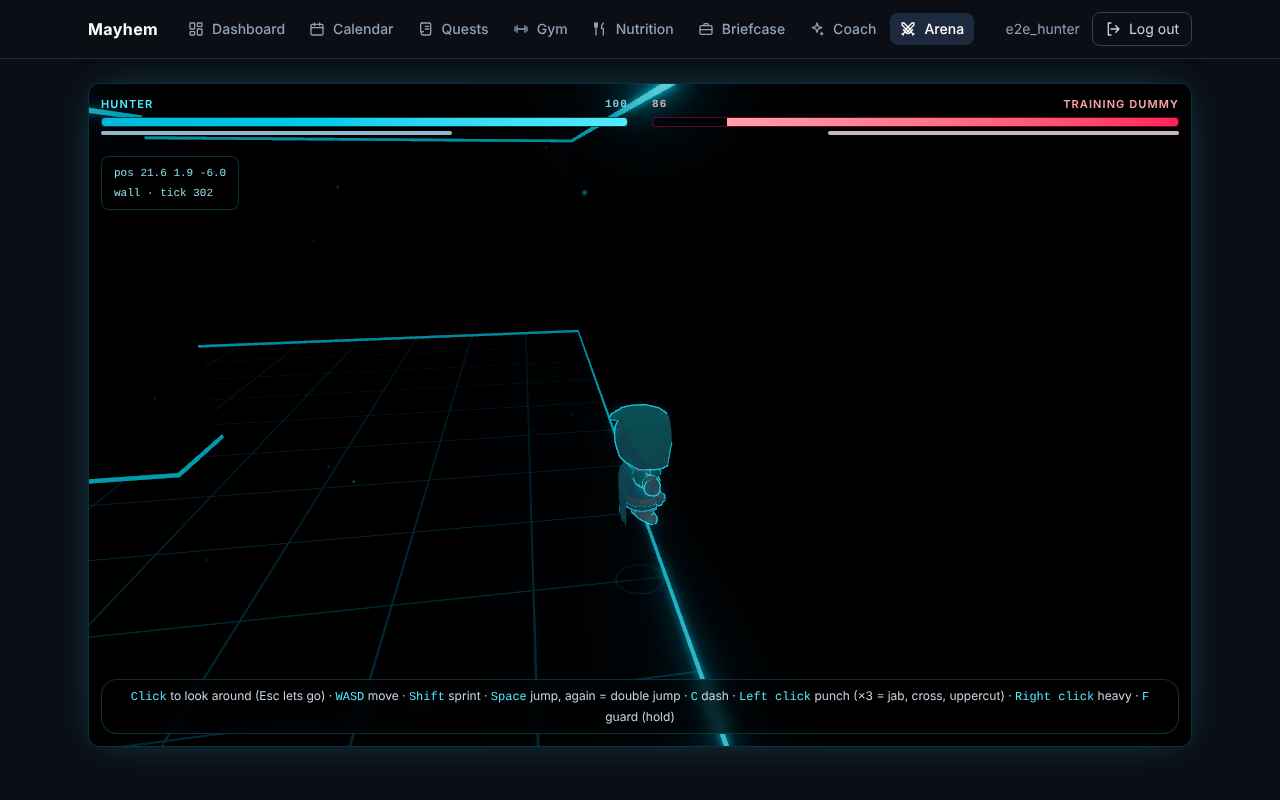 Mayhem Dashboard Calendar Quests Gym Nutrition Briefcase Coach Arena e2e_hunter Log out
HUNTER 100 86 TRAINING DUMMY
pos 21.6 1.9 -6.0
wall · tick 302
Click to look around (Esc lets go) · WASD move · Shift sprint · Space jump, again = double jump · C dash · Left click punch (×3 = jab, cross, uppercut) · Right click heavy · F
guard (hold)